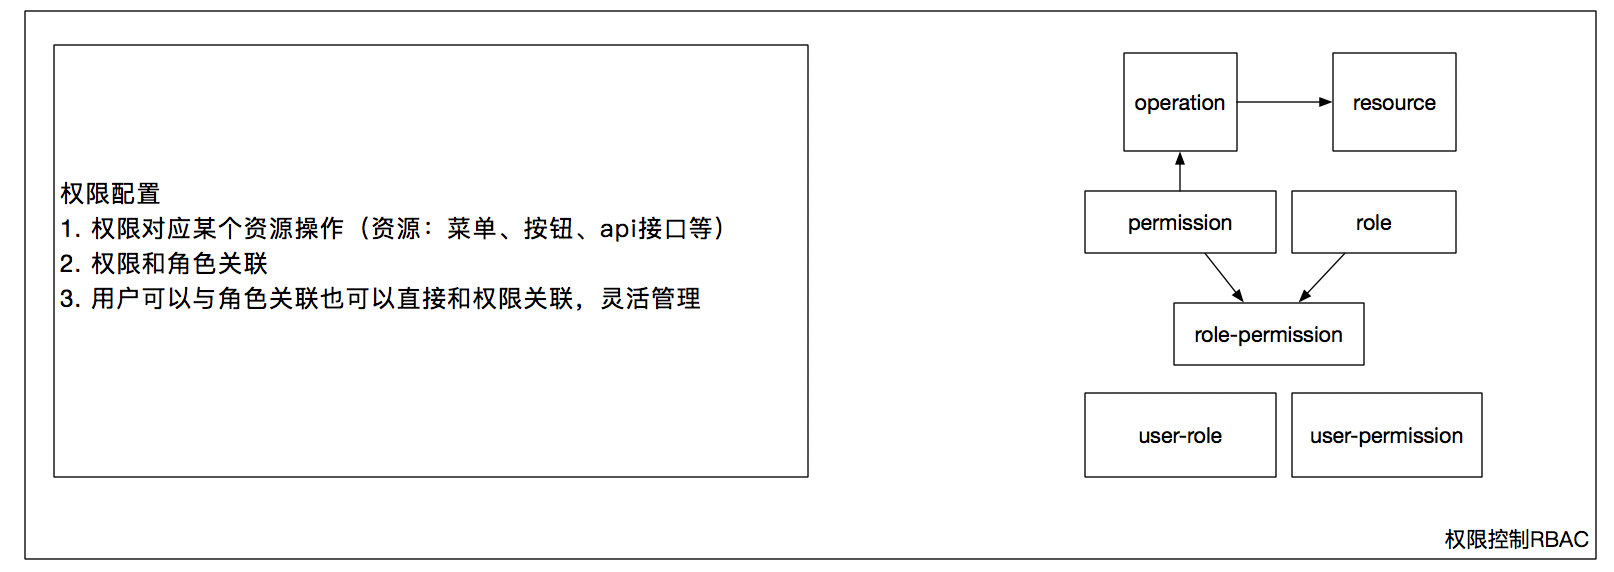 权限配置
1. 权限对应某个资源操作（资源：菜单、按钮、api接口等）
2. 权限和角色关联
3. 用户可以与角色关联也可以直接和权限关联，灵活管理
operation
resource
permission
role
role-permission
user-role
user-permission
权限控制RBAC